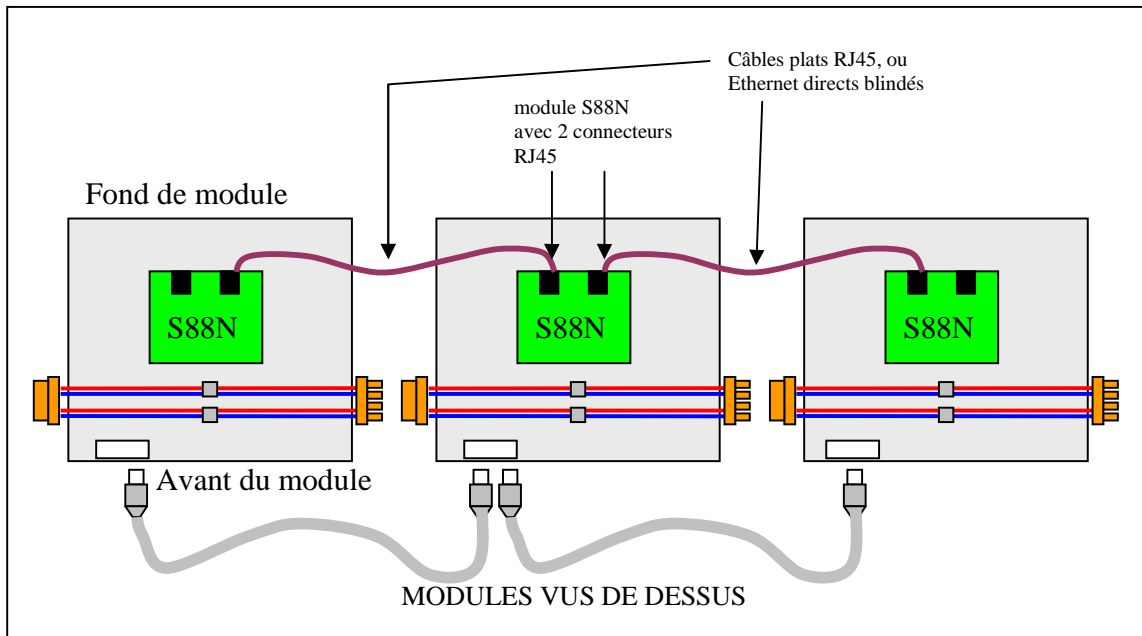 Câbles plats RJ45, ou
Ethernet directs blindés
module S88N
avec 2 connecteurs
RJ45
Fond de module
S88N
S88N
S88N
Avant du module
MODULES VUS DE DESSUS